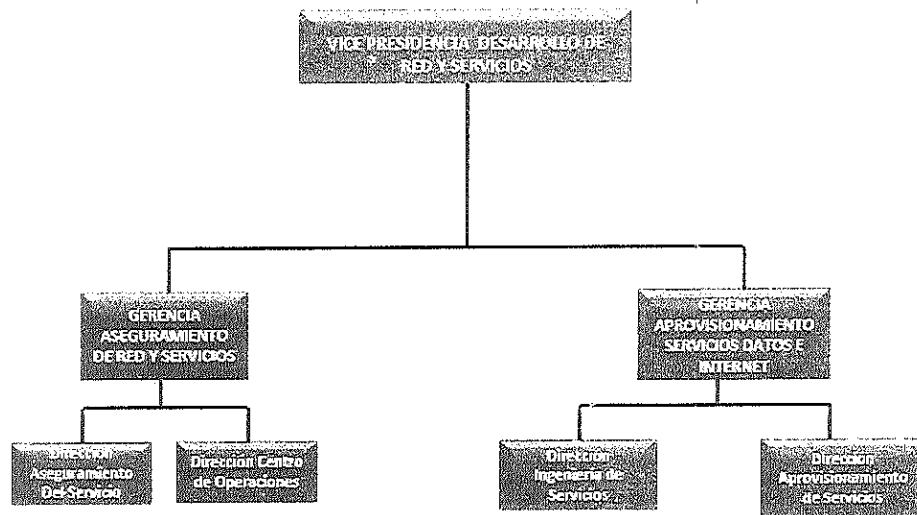 VICE PRESIDENCIA DESARROLLO DE
RED Y SERVICIOS
GERENCIA
ASEGURAMIENTO
DE RED Y SERVICIOS
GERENCIA
APROVISIONAMIENTO
SERVICIOS DATOS E
INTERNET
Dirección
Aseguramiento
Del Servicio
Dirección Centro
de Operaciones
Dirección
Ingeniería de
Servicios
Dirección
Aprovisionamiento
de Servicios